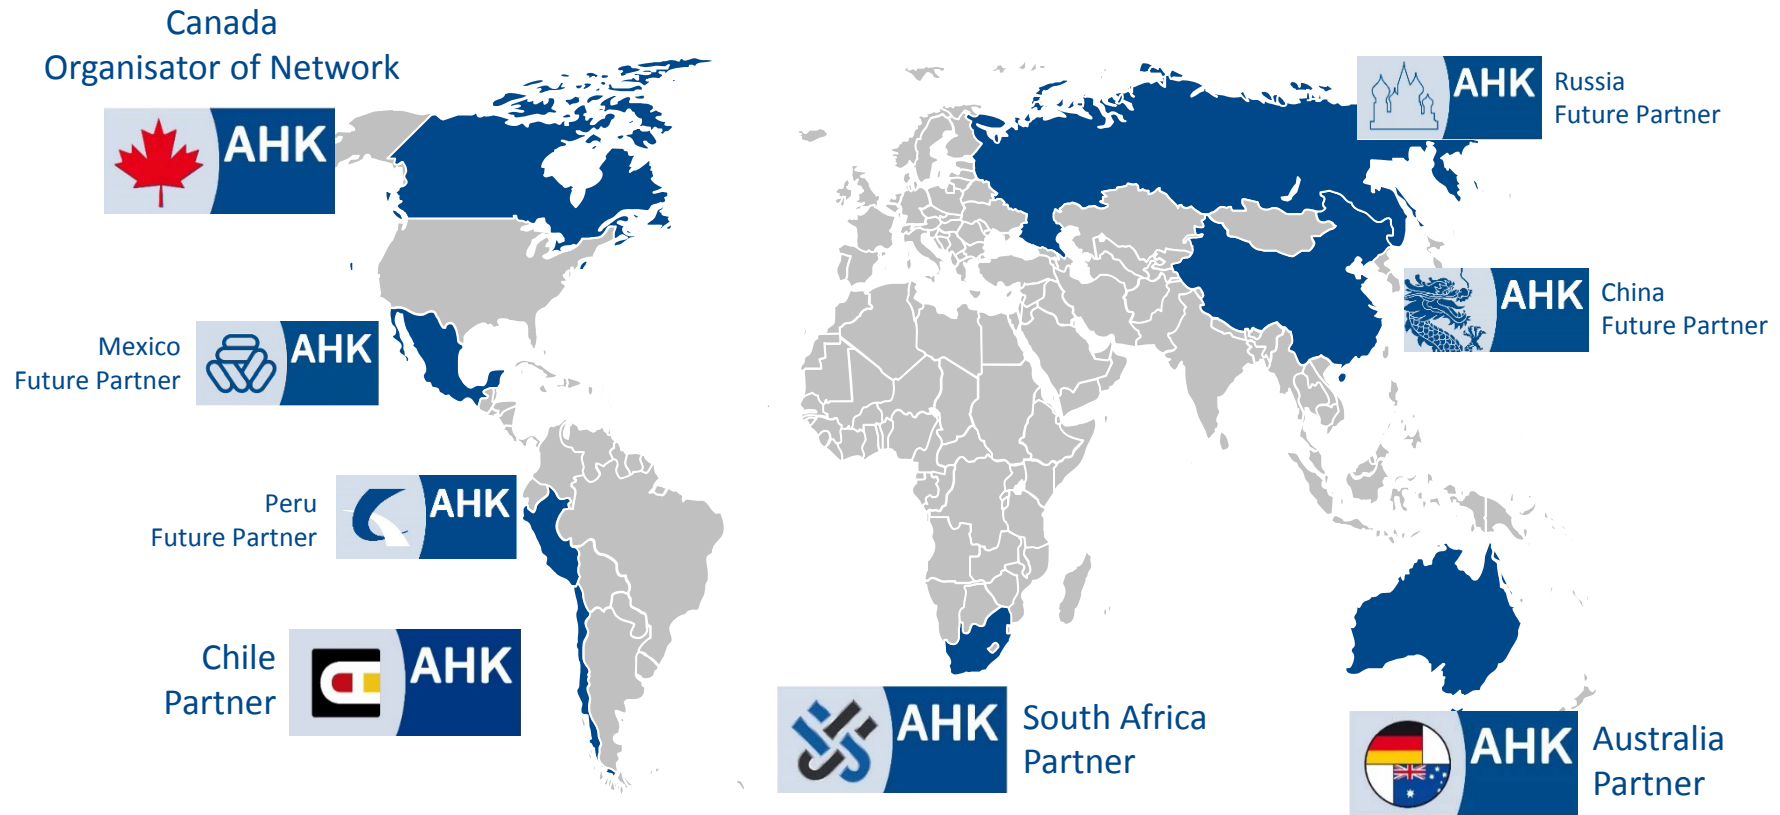 Canada
Organisator of Network
AHK
AHK
Russia
Future Partner
AHK
China
Future Partner
Mexico
Future Partner
AHK
Peru
Future Partner
AHK
Chile
Partner
AHK
AHK
South Africa
Partner
AHK
Australia
Partner